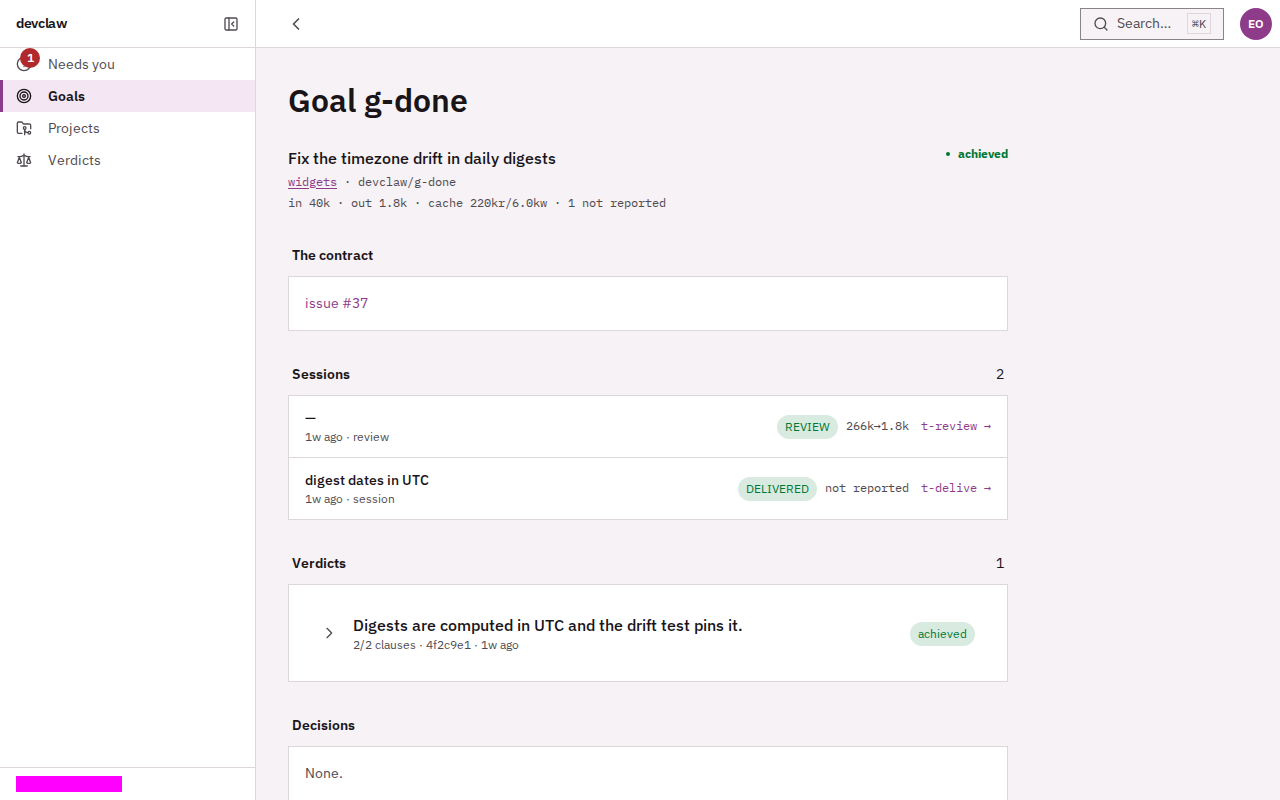 devclaw
Search...
⌘K
EO
1
Needs you
Goals
Projects
Verdicts
Goal g-done
Fix the timezone drift in daily digests
• achieved
widgets · devclaw/g-done
in 40k · out 1.8k · cache 220kr/6.0kw · 1 not reported
The contract
issue #37
Sessions
2
—
REVIEW
266k→1.8k
t-review →
1w ago · review
digest dates in UTC
DELIVERED
not reported
t-delive →
1w ago · session
Verdicts
1
Digests are computed in UTC and the drift test pins it.
achieved
2/2 clauses · 4f2c9e1 · 1w ago
Decisions
None.